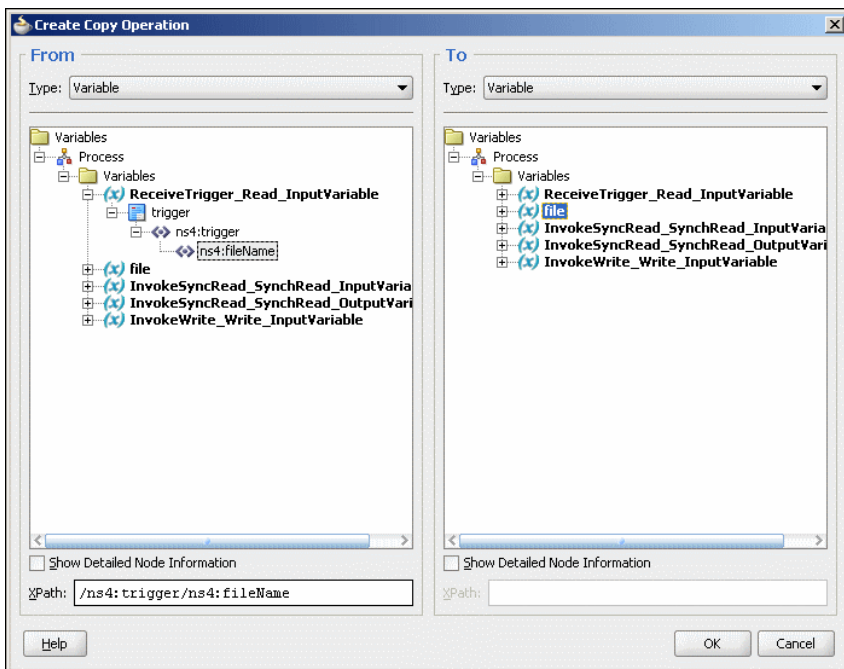 Create Copy Operation
From
Type: Variable
Variables
Process
Variables
ReceiveTrigger_Read_InputVariable
trigger
ns4:trigger
ns4:fileName
file
InvokeSyncRead_SynchRead_InputVaria
InvokeSyncRead_SynchRead_OutputVari
InvokeWrite_Write_InputVariable
Show Detailed Node Information
XPath: /ns4:trigger/ns4:fileName
To
Type: Variable
Variables
Process
Variables
ReceiveTrigger_Read_InputVariable
file
InvokeSyncRead_SynchRead_InputVaria
InvokeSyncRead_SynchRead_OutputVari
InvokeWrite_Write_InputVariable
Show Detailed Node Information
XPath:
Help
OK
Cancel